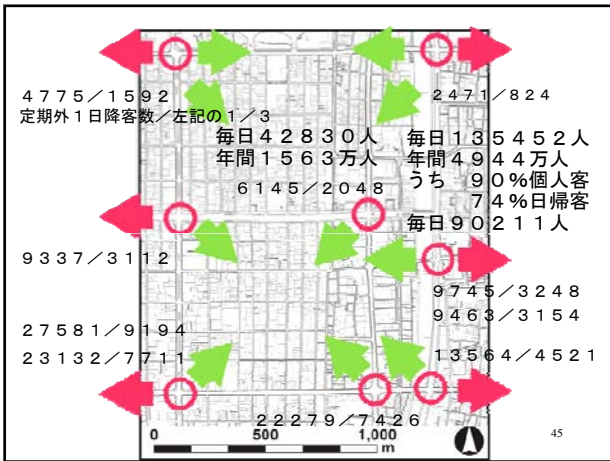 ４７７５／１５９２
定期外１日降客数／左記の１／３
２４７１／８２４
毎日４２８３０人
年間１５６３万人
毎日１３５４５２人
年間４９４４万人
うち　９０％個人客
７４％日帰客
毎日９０２１１人
６１４５／２０４８
９３３７／３１１２
９７４５／３２４８
９４６３／３１５４
２７５８１／９１９４
２３１３２／７７１１
１３５６４／４５２１
２２２７９／７４２６
0 500 1,000
m
45